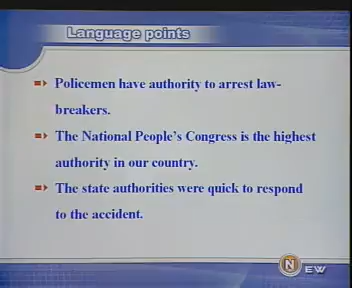 Language points
Policemen have authority to arrest law-
breakers.
The National People's Congress is the highest
authority in our country.
The state authorities were quick to respond
to the accident.
N EW